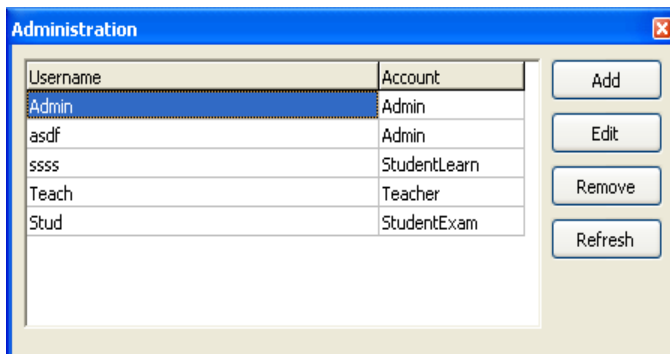 Administration
Username Account
Admin Admin
asdf Admin
ssss StudentLearn
Teach Teacher
Stud StudentExam
Add
Edit
Remove
Refresh